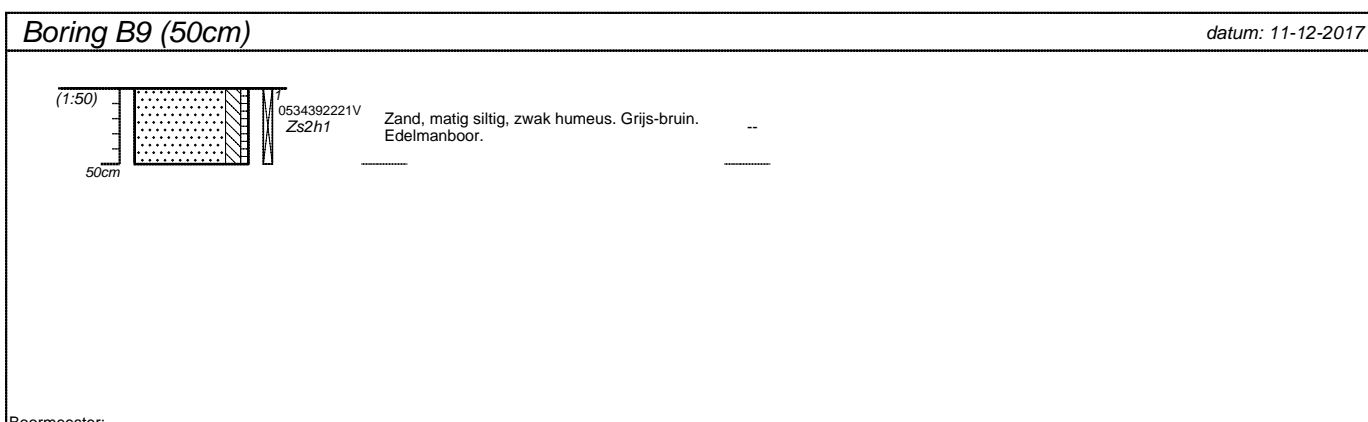 Boring B9 (50cm)
datum: 11-12-2017
(1:50)
1
0534392221V
Zs2h1
Zand, matig siltig, zwak humeus. Grijs-bruin.
Edelmanboor.
--
50cm